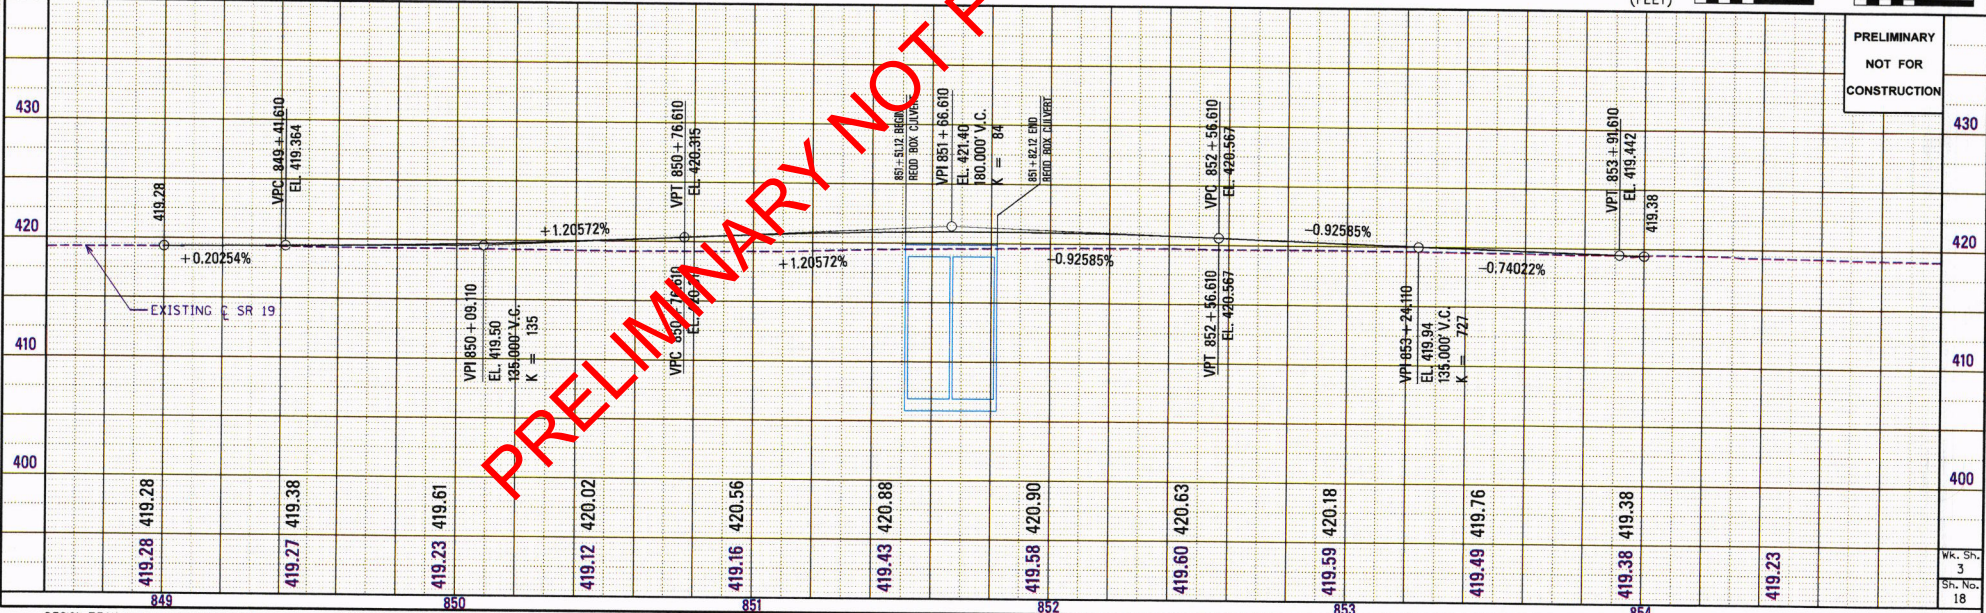 (FEET)
PRELIMINARY
NOT FOR
CONSTRUCTION
PRELIMINARY NOT F
430
420
410
400
430
420
410
400
419.28
VPC 849+41.610
EL. 419.364
+0.20254%
EXISTING ℄ SR 19
+1.20572%
VPI 850+09.110
EL. 419.50
135.000' V.C.
K = 135
VPT 850+76.610
EL. 420.315
VPC 850+76.610
+1.20572%
851+51.12 BEGIN
REOD BOX CULVERT
VPI 851+66.610
EL. 421.40
180.000' V.C.
K = 84
851+82.12 END
REOD BOX CULVERT
-0.92585%
VPC 852+56.610
EL. 420.567
VPT 852+56.610
EL. 420.567
-0.92585%
VPI 853+24.110
EL. 419.94
135.000' V.C.
K = 727
-0.74022%
VPT 853+91.610
EL. 419.442
419.38
419.28 419.28
419.27 419.38
419.23 419.61
419.12 420.02
419.16 420.56
419.43 420.88
419.58 420.90
419.60 420.63
419.59 420.18
419.49 419.76
419.38 419.38
419.23
849
850
851
852
853
854
Wk. Sh.
3
Sh. No.
18